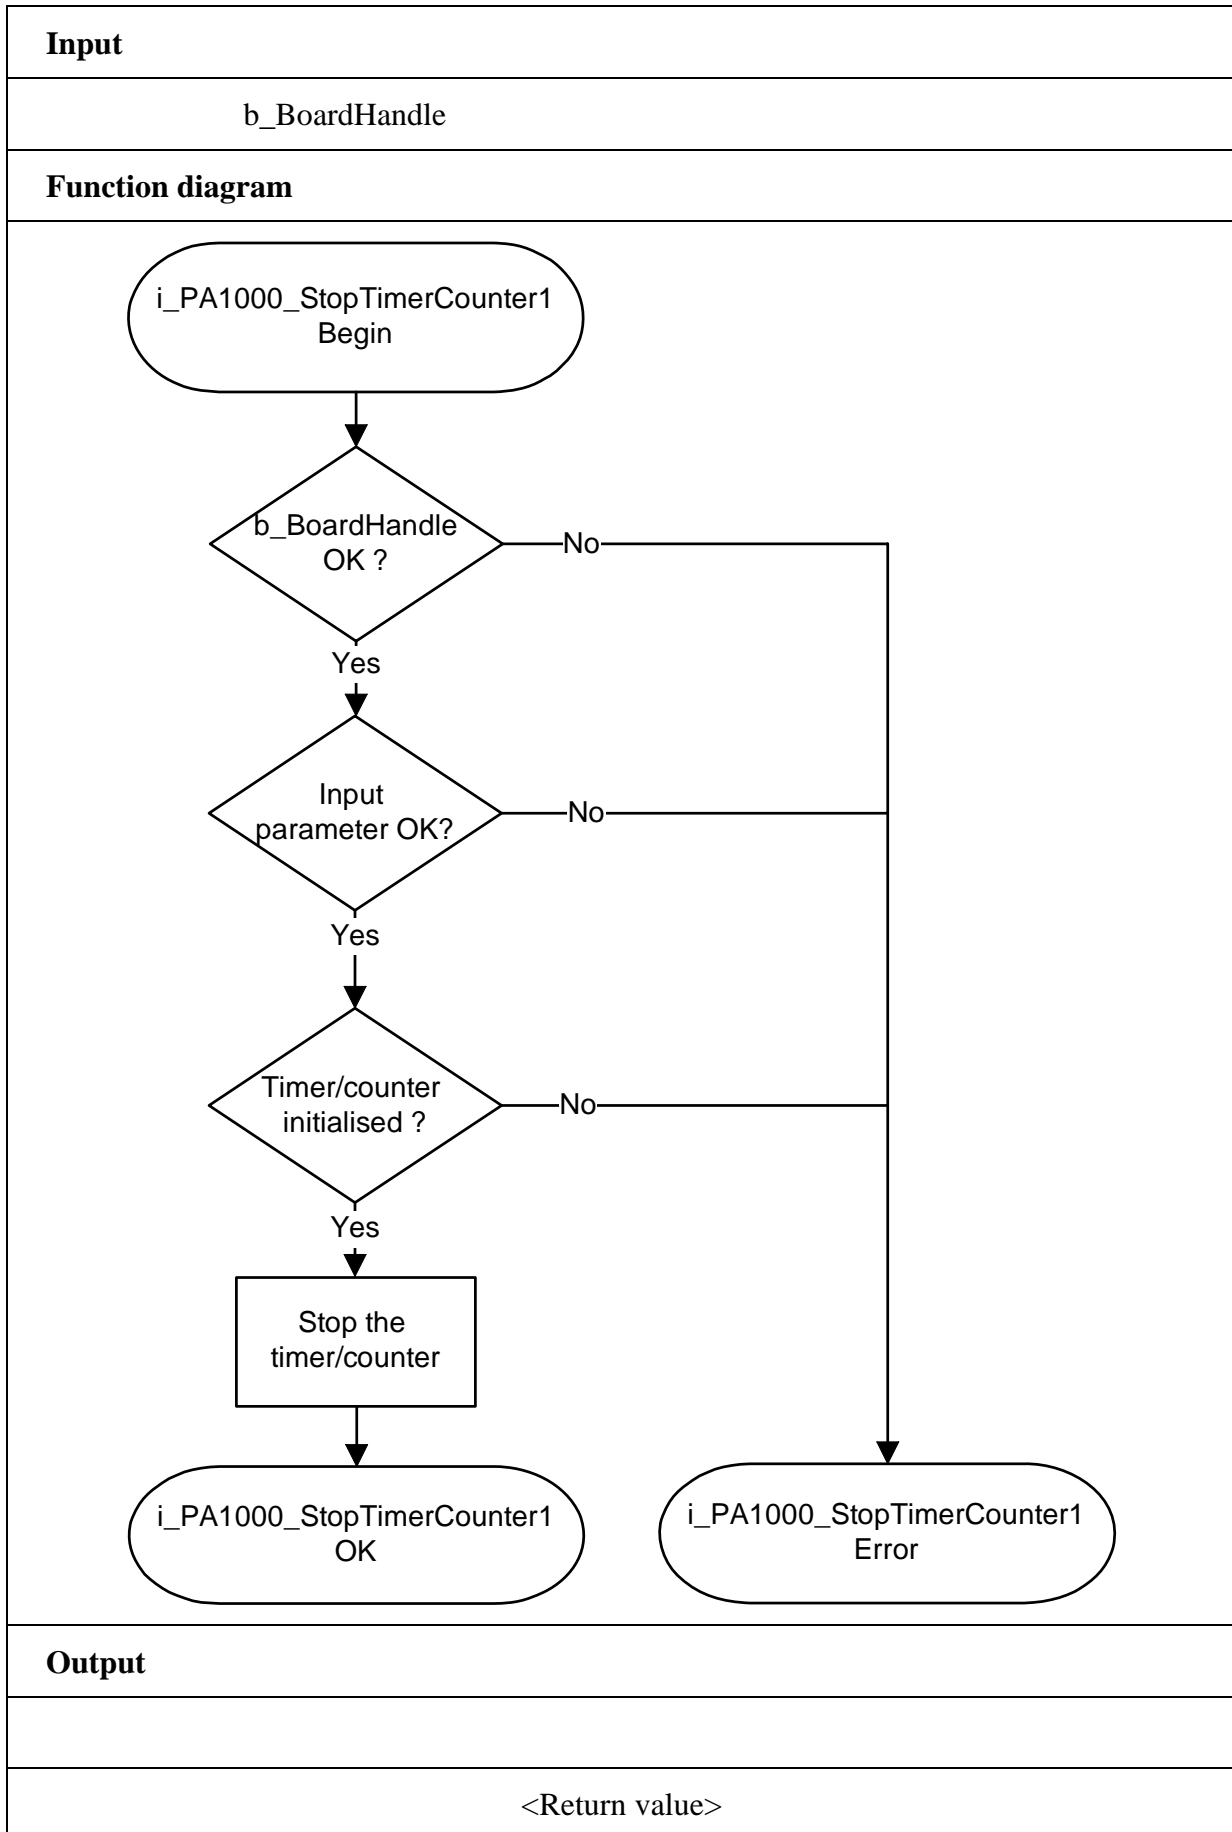 Input
b_BoardHandle
Function diagram
i_PA1000_StopTimerCounter1
Begin
b_BoardHandle
OK ?
No
Yes
Input
parameter OK?
No
Yes
Timer/counter
initialised ?
No
Yes
Stop the
timer/counter
i_PA1000_StopTimerCounter1
OK
i_PA1000_StopTimerCounter1
Error
Output
<Return value>